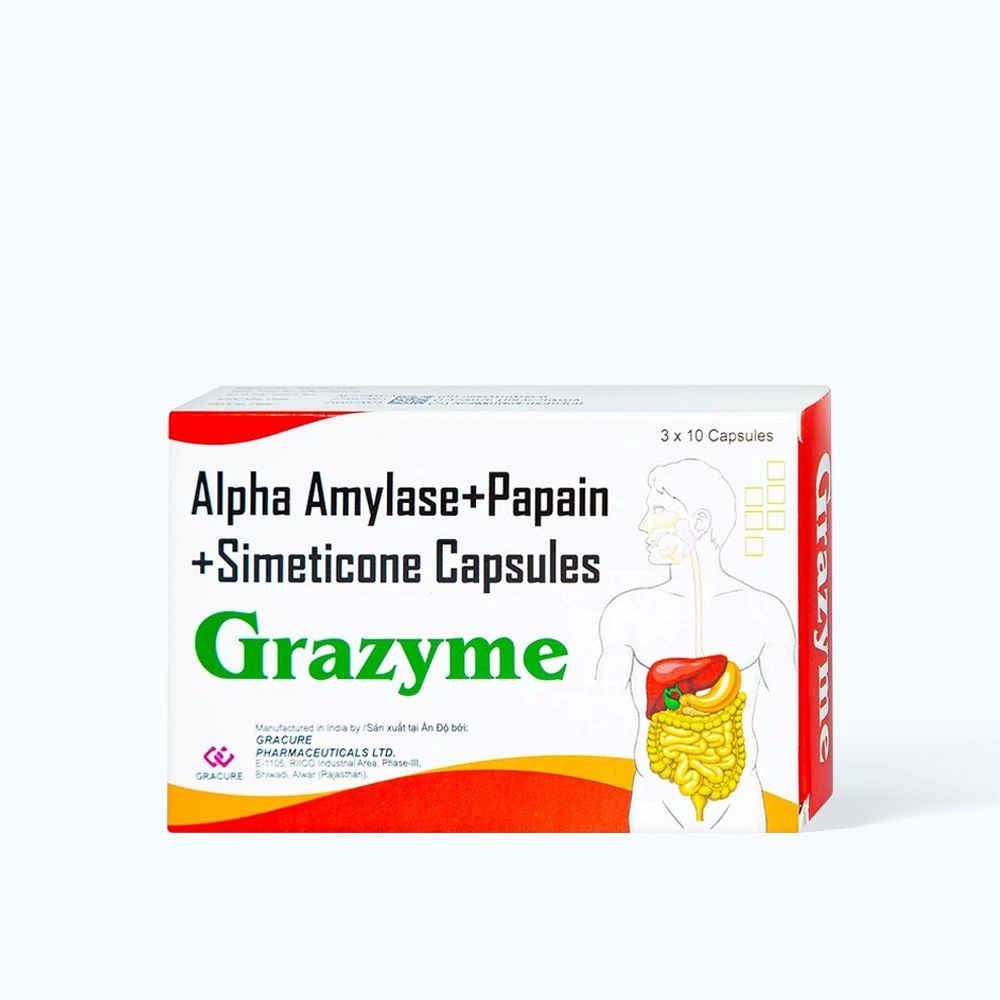 3 x 10 Capsules
Alpha Amylase+Papain
+Simeticone Capsules
Grazyme
Manufactured in India by / Sản xuất tại Ấn Độ bởi:
GRACURE
PHARMACEUTICALS LTD.
E-1105, RIICO Industrial Area, Phase-III,
Bhiwadi, Alwar (Rajasthan).
GRACURE
Grazyme